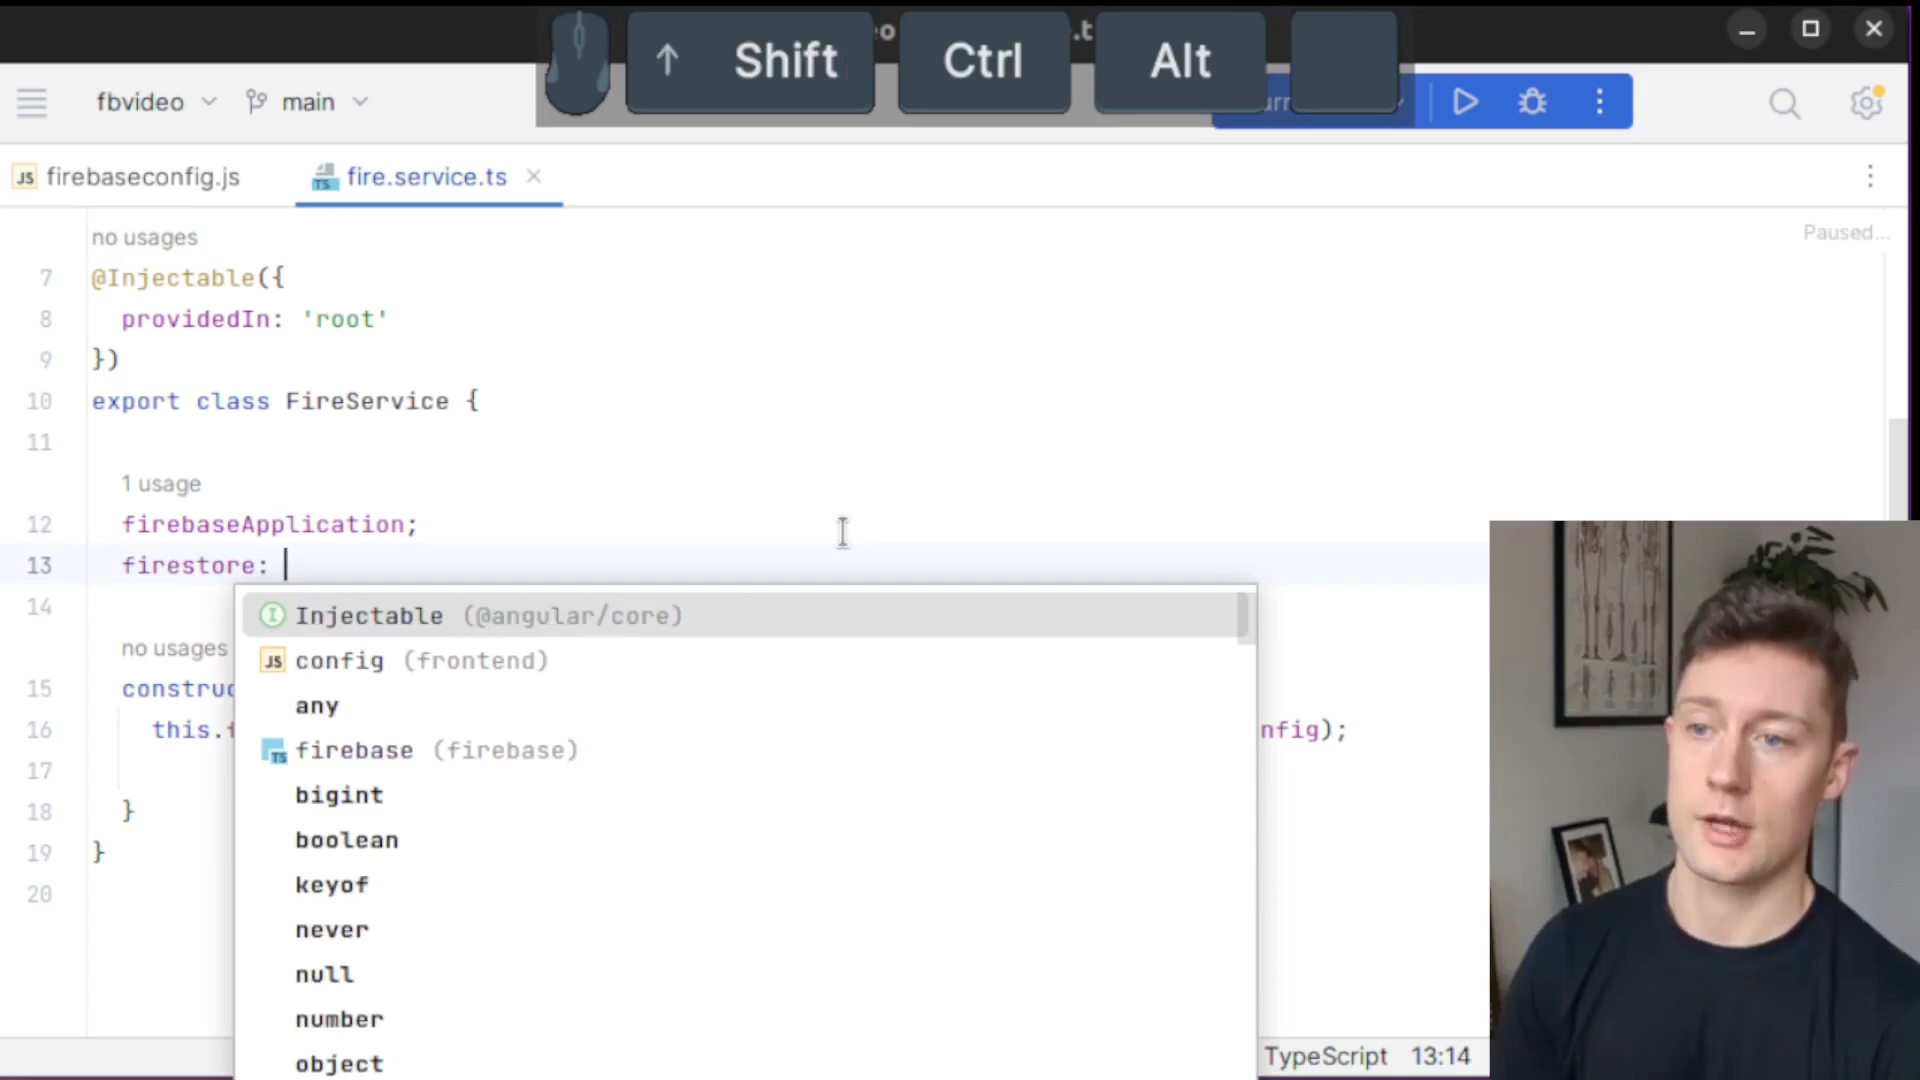 ↑ Shift
Ctrl
Alt
fbvideo
main
firebaseconfig.js
fire.service.ts
no usages
Paused...
7 @Injectable({
8 providedIn: 'root'
9 })
10 export class FireService {
11
1 usage
12 firebaseApplication;
13 firestore:
14
Injectable (@angular/core)
JS config (frontend)
no usages
15 construc
any
16 this. nfig);
TS firebase (firebase)
17
bigint
18 }
boolean
19 }
keyof
20
never
null
number
object
TypeScript 13:14